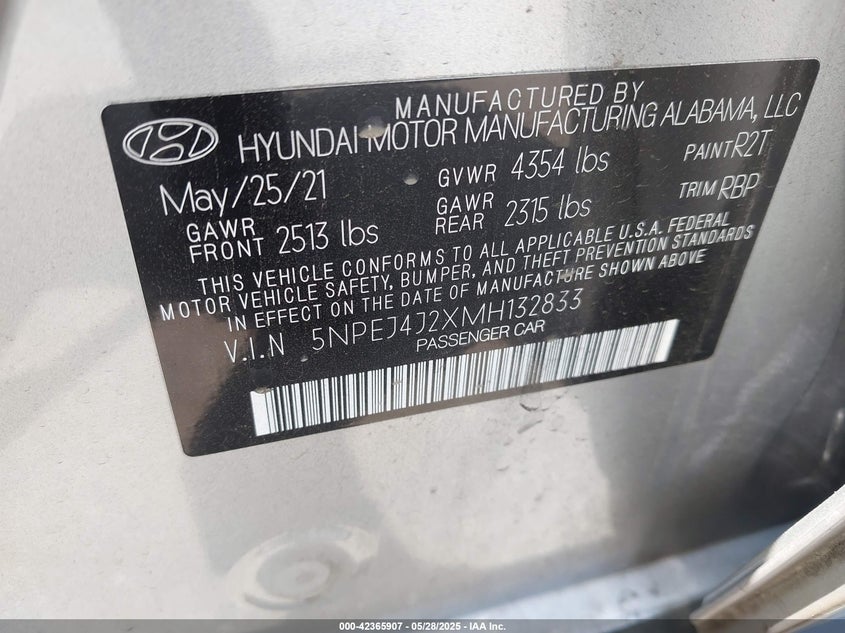 MANUFACTURED BY
HYUNDAI MOTOR MANUFACTURING ALABAMA, LLC
May/25/21 GVWR 4354 lbs PAINT R2T
GAWR FRONT 2513 lbs GAWR REAR 2315 lbs TRIM RBP
THIS VEHICLE CONFORMS TO ALL APPLICABLE U.S.A. FEDERAL
MOTOR VEHICLE SAFETY, BUMPER, AND THEFT PREVENTION STANDARDS
IN EFFECT ON THE DATE OF MANUFACTURE SHOWN ABOVE
V.I.N 5NPEJ4J2XMH132833
PASSENGER CAR
000-42365907 - 05/28/2025 - IAA Inc.